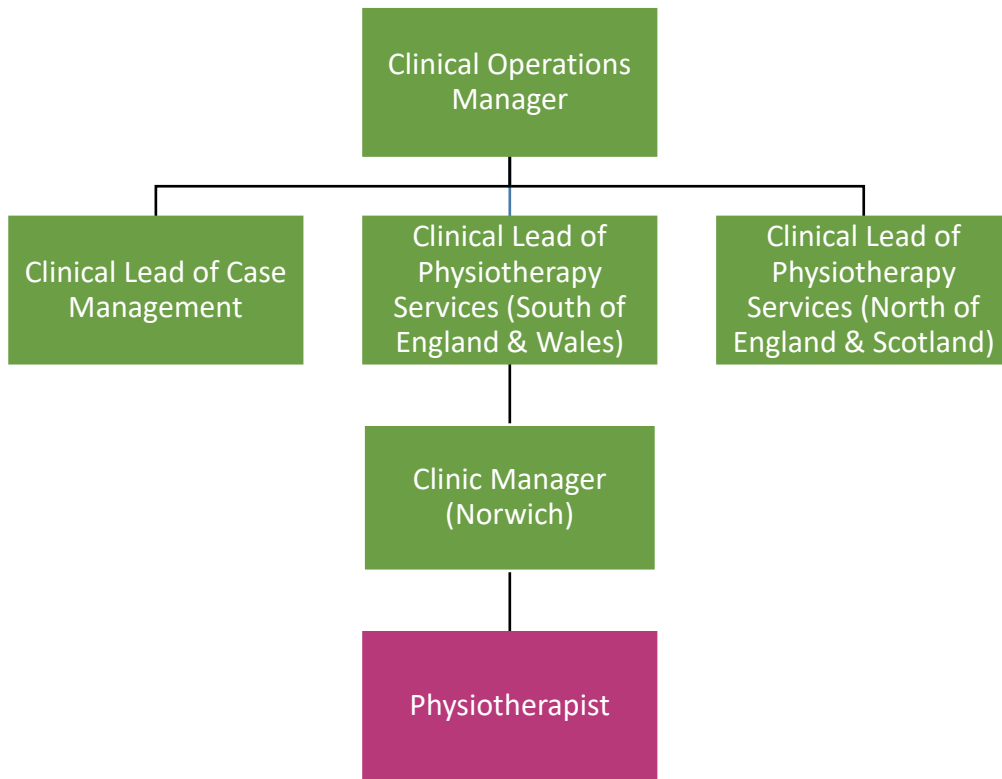 Clinical Operations
Manager
Clinical Lead of Case
Management
Clinical Lead of
Physiotherapy
Services (South of
England & Wales)
Clinical Lead of
Physiotherapy
Services (North of
England & Scotland)
Clinic Manager
(Norwich)
Physiotherapist